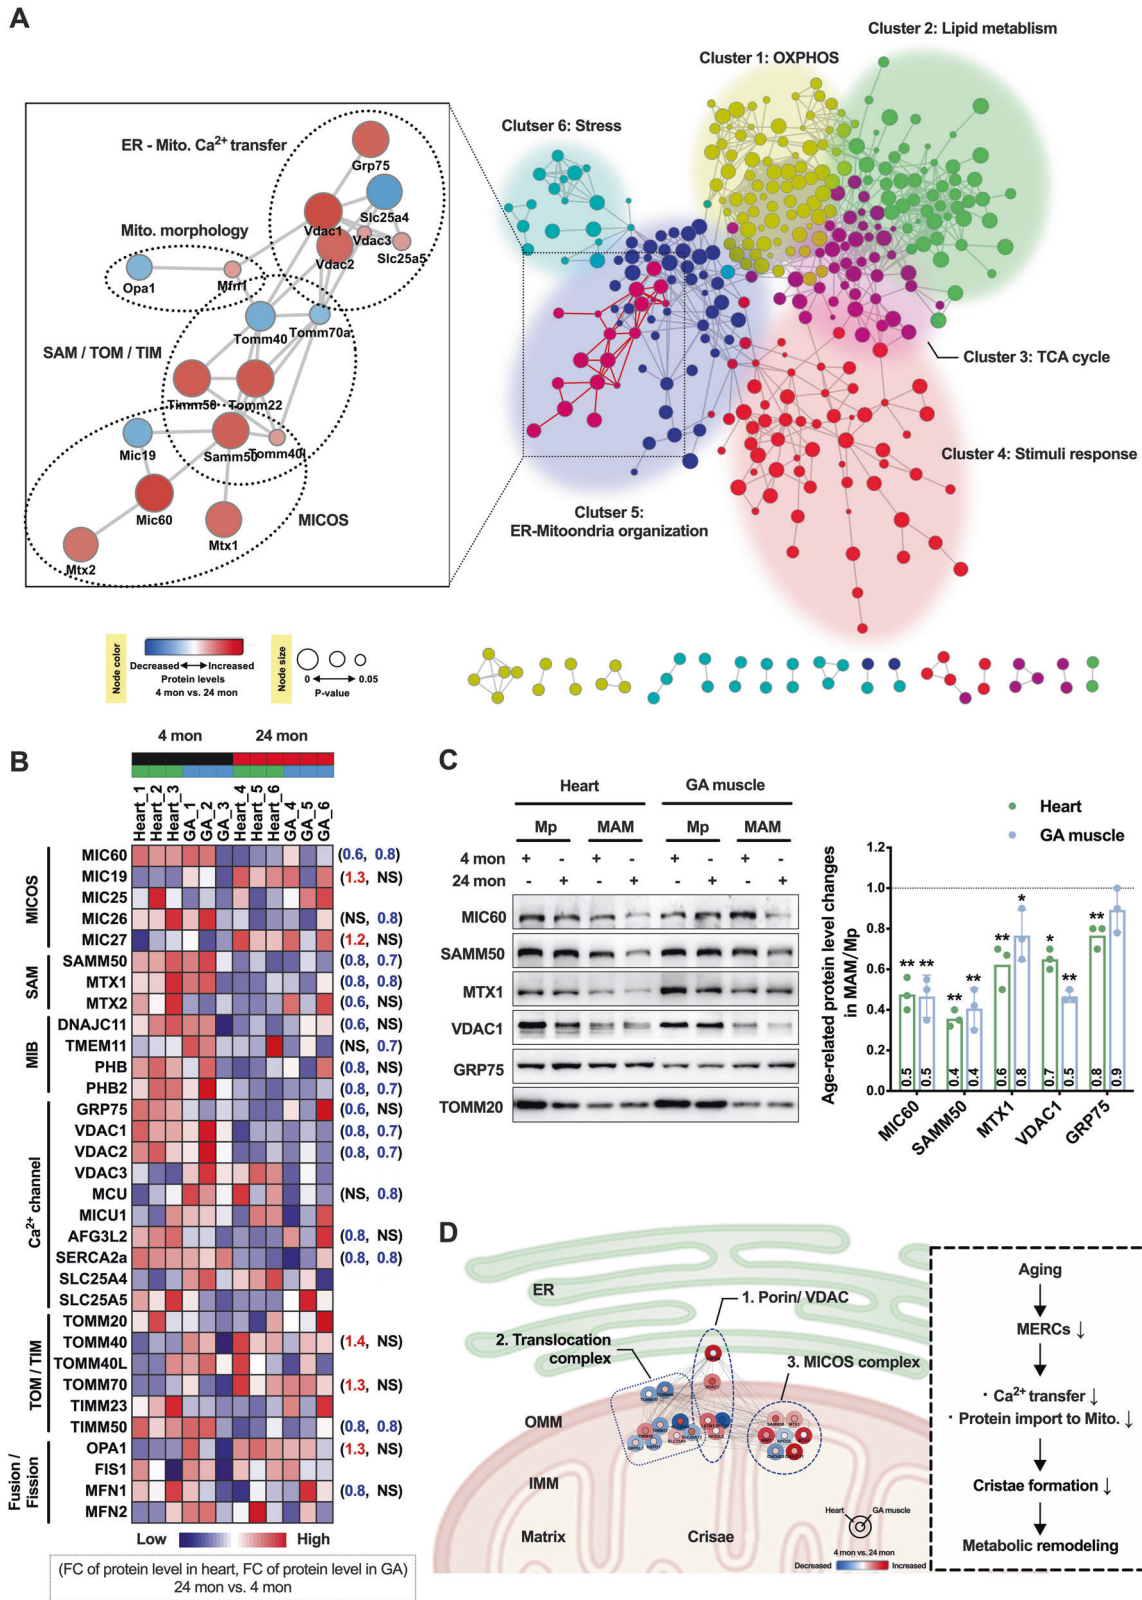 A
Cluster 2: Lipid metablism
Cluster 1: OXPHOS
Clutser 6: Stress
ER - Mito. Ca2+ transfer
Grp75
Slc25a4
Vdac1
Vdac3
Slc25a5
Vdac2
Mito. morphology
Opa1
Mfn1
Tomm40
Tomm70a
SAM / TOM / TIM
Timm50
Tomm22
Mic19
Samm50
Tomm40l
Mic60
MICOS
Mtx1
Mtx2
Cluster 3: TCA cycle
Cluster 4: Stimuli response
Clutser 5:
ER-Mitoondria organization
Node color
Decreased
Increased
Protein levels
4 mon vs. 24 mon
Node size
0
0.05
P-value
B
4 mon
24 mon
Heart_1
Heart_2
Heart_3
GA_1
GA_2
GA_3
Heart_4
Heart_5
Heart_6
GA_4
GA_5
GA_6
MICOS
MIC60 (0.6, 0.8)
MIC19 (1.3, NS)
MIC25
MIC26 (NS, 0.8)
MIC27 (1.2, NS)
SAM
SAMM50 (0.8, 0.7)
MTX1 (0.8, 0.8)
MTX2 (0.6, NS)
MIB
DNAJC11 (0.6, NS)
TMEM11 (NS, 0.7)
PHB (0.8, NS)
PHB2 (0.8, 0.7)
Ca2+ channel
GRP75 (0.6, NS)
VDAC1 (0.8, 0.7)
VDAC2 (0.8, 0.7)
VDAC3
MCU (NS, 0.8)
MICU1
AFG3L2 (0.8, NS)
SERCA2a (0.8, 0.8)
SLC25A4
SLC25A5
TOM / TIM
TOMM20
TOMM40 (1.4, NS)
TOMM40L
TOMM70 (1.3, NS)
TIMM23
TIMM50 (0.8, 0.8)
Fusion /
Fission
OPA1 (1.3, NS)
FIS1
MFN1 (0.8, NS)
MFN2
Low
High
(FC of protein level in heart, FC of protein level in GA)
24 mon vs. 4 mon
C
Heart
GA muscle
Mp
MAM
Mp
MAM
4 mon + - + - + - + -
24 mon - + - + - + - +
MIC60
SAMM50
MTX1
VDAC1
GRP75
TOMM20
Heart
GA muscle
Age-related protein level changes
in MAM/Mp
1.2
1.0
0.8
0.6
0.4
0.2
0.0
** ** ** ** ** * * ** **
0.5 0.5 0.4 0.4 0.6 0.8 0.7 0.5 0.8 0.9
MIC60
SAMM50
MTX1
VDAC1
GRP75
D
ER
1. Porin/ VDAC
2. Translocation
complex
3. MICOS complex
OMM
IMM
Matrix
Crisae
Heart
GA muscle
4 mon vs. 24 mon
Decreased
Increased
Aging
MERCs ↓
· Ca2+ transfer ↓
· Protein import to Mito. ↓
Cristae formation ↓
Metabolic remodeling